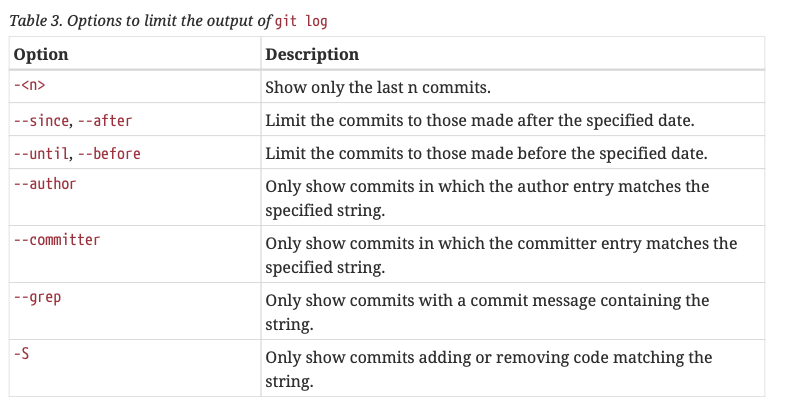 Table 3. Options to limit the output of git log
Option Description
-<n> Show only the last n commits.
--since, --after Limit the commits to those made after the specified date.
--until, --before Limit the commits to those made before the specified date.
--author Only show commits in which the author entry matches the
specified string.
--committer Only show commits in which the committer entry matches the
specified string.
--grep Only show commits with a commit message containing the
string.
-S Only show commits adding or removing code matching the
string.